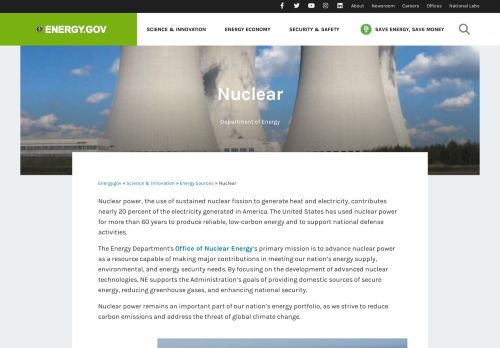 About Newsroom Careers Offices National Labs
ENERGY.GOV SCIENCE & INNOVATION ENERGY ECONOMY SECURITY & SAFETY SAVE ENERGY, SAVE MONEY
Nuclear
Department of Energy
Energy.gov » Science & Innovation » Energy Sources » Nuclear
Nuclear power, the use of sustained nuclear fission to generate heat and electricity, contributes
nearly 20 percent of the electricity generated in America. The United States has used nuclear power
for more than 60 years to produce reliable, low-carbon energy and to support national defense
activities.
The Energy Department's Office of Nuclear Energy's primary mission is to advance nuclear power
as a resource capable of making major contributions in meeting our nation's energy supply,
environmental, and energy security needs. By focusing on the development of advanced nuclear
technologies, NE supports the Administration's goals of providing domestic sources of secure
energy, reducing greenhouse gases, and enhancing national security.
Nuclear power remains an important part of our nation's energy portfolio, as we strive to reduce
carbon emissions and address the threat of global climate change.